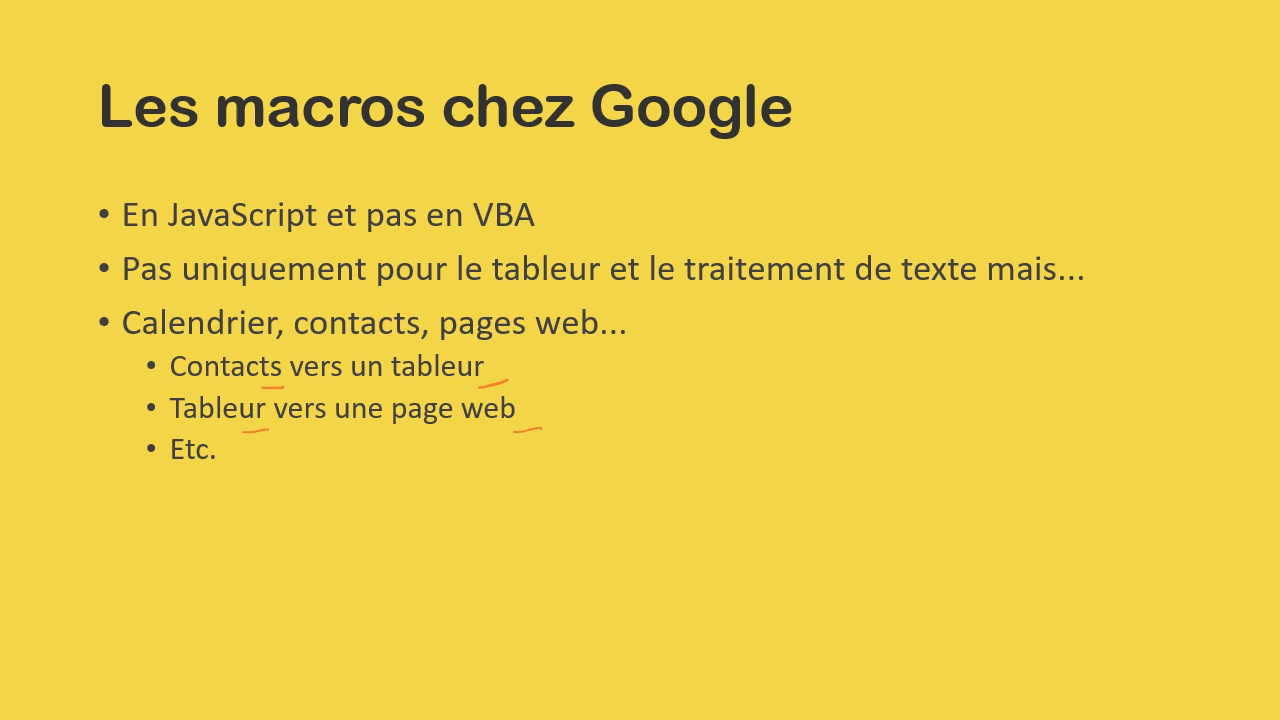 Les macros chez Google
• En JavaScript et pas en VBA
• Pas uniquement pour le tableur et le traitement de texte mais...
• Calendrier, contacts, pages web...
• Contacts vers un tableur
• Tableur vers une page web
• Etc.